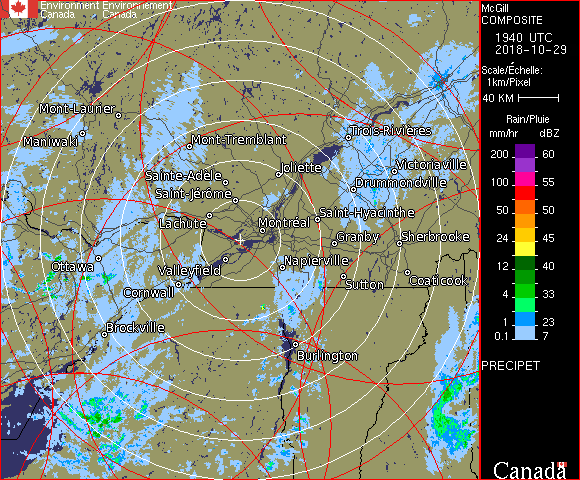 Environment Environnement
Canada Canada
McGill
COMPOSITE
1940 UTC
2018-10-29
Scale/Échelle:
1km/Pixel
40 KM
Rain/Pluie
mm/hr dBZ
200 60
100 55
50 50
24 45
12 40
4 33
1 23
0.1 7
PRECIPET
Canada
Mont-Laurier
Maniwaki
Mont-Tremblant
Trois-Rivières
Joliette
Victoriaville
Sainte-Adèle
Drummondville
Saint-Jérôme
Saint-Hyacinthe
Lachute
Montréal
Granby
Sherbrooke
Ottawa
Valleyfield
Napierville
Cornwall
Sutton
Coaticook
Brockville
Burlington